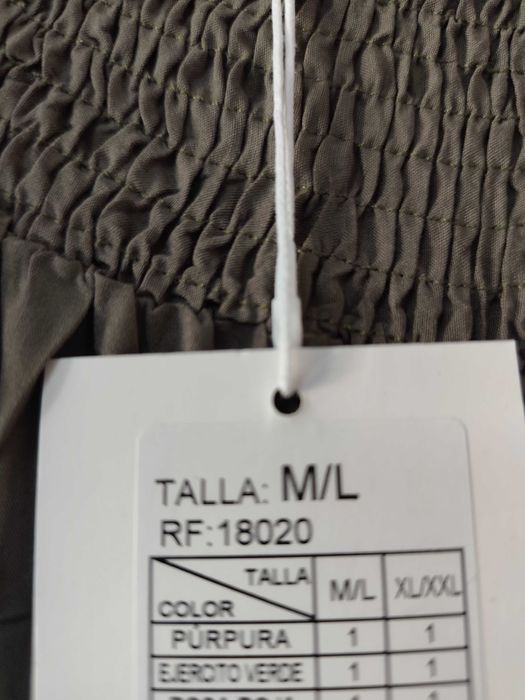 TALLA: M/L
RF:18020
TALLA M/L XL/XXL
COLOR
PÚRPURA 1 1
EJERCITO VERDE 1 1